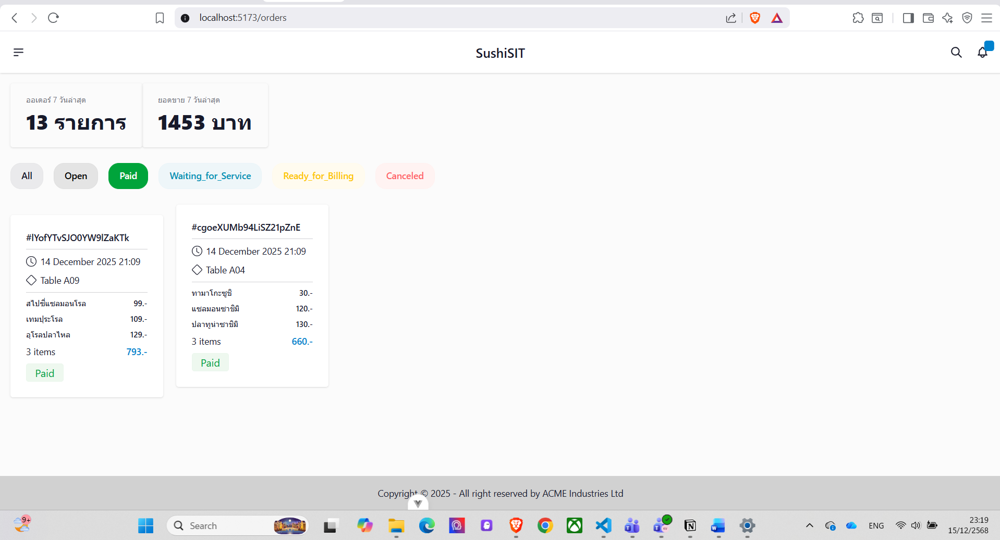 localhost:5173/orders
SushiSIT
ออเดอร์ 7 วันล่าสุด
13 รายการ
ยอดขาย 7 วันล่าสุด
1453 บาท
All
Open
Paid
Waiting_for_Service
Ready_for_Billing
Canceled
#lYofYTvSJO0YW9lZaKTk
14 December 2025 21:09
Table A09
สไปซี่แซลมอนโรล 99.-
เทมปุระโรล 109.-
อุโรลปลาไหล 129.-
3 items 793.-
Paid
#cgoeXUMb94LiSZ21pZnE
14 December 2025 21:09
Table A04
ทามาโกะซูชิ 30.-
แซลมอนซาชิมิ 120.-
ปลาทูน่าซาชิมิ 130.-
3 items 660.-
Paid
Copyright © 2025 - All right reserved by ACME Industries Ltd
9+
Search
ENG
23:19
15/12/2568